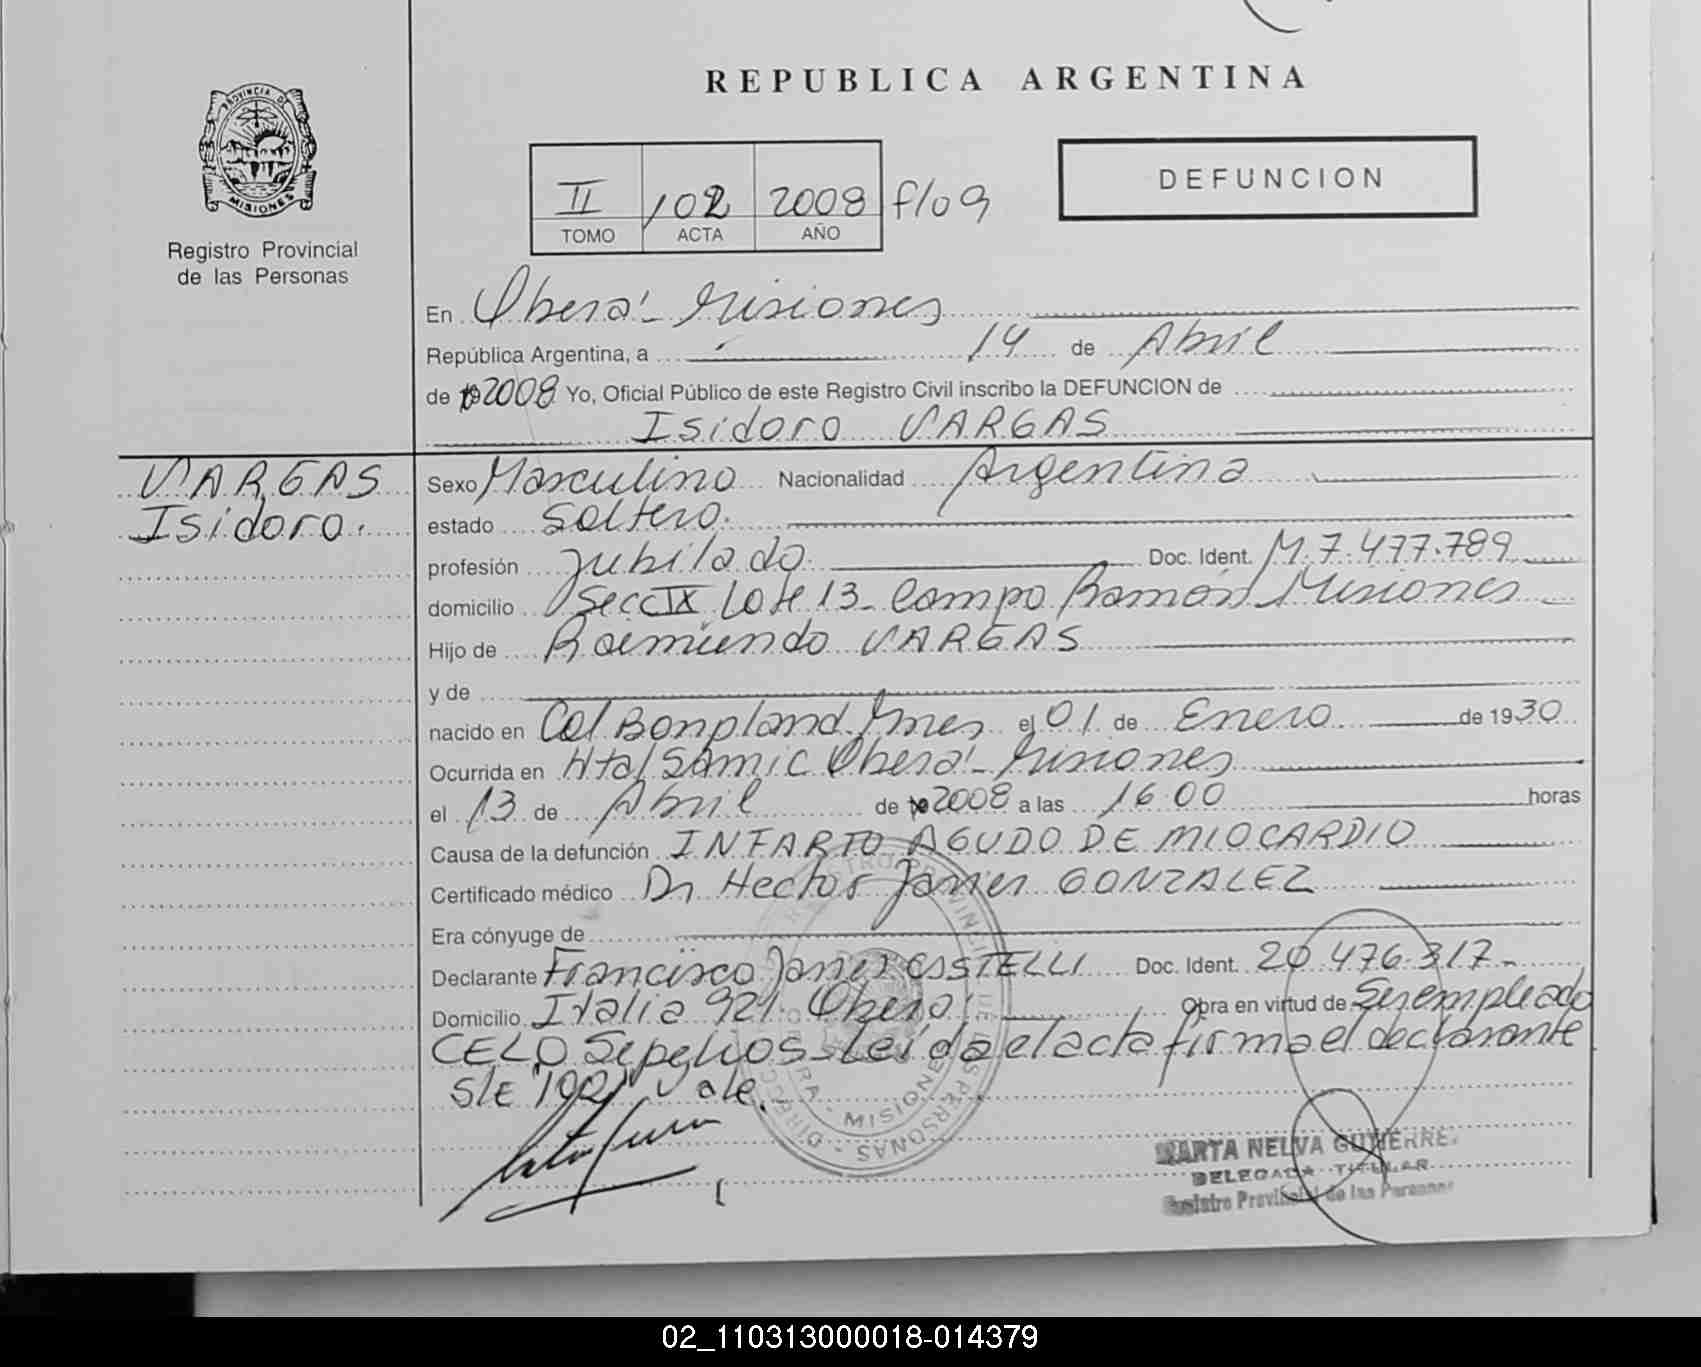 REPUBLICA ARGENTINA
PROVINCIA DE
MISIONES
Registro Provincial
de las Personas
II 102 2008 f/09
TOMO ACTA AÑO
DEFUNCION
En Oberá - Misiones
República Argentina, a 14 de Abril
de 2008 Yo, Oficial Público de este Registro Civil inscribo la DEFUNCION de
Isidoro VARGAS
VARGAS
Isidoro.
Sexo Masculino Nacionalidad Argentina
estado Soltero.
profesión Jubilado Doc. Ident. M.7.477.789
domicilio Secc IX Lote 13 - Campo Ramón Misiones
Hijo de Raimundo VARGAS
y de
nacido en Col Bonpland Mnes el 01 de Enero de 1930
Ocurrida en Htal Samic Oberá - Misiones
el 13 de Abril de 2008 a las 16.00 horas
Causa de la defunción INFARTO AGUDO DE MIOCARDIO
Certificado médico Dr Hector Javier GONZALEZ
Era cónyuge de
Declarante Francisco Javier CASTELLI Doc. Ident. 20.476.317-
Domicilio Italia 921 Oberá Obra en virtud de Ser empleado
CELO Sepelios - Leída el acta firma el declarante
S/E "102" Vale.
MARTA NELVA GUTIERREZ
DELEGADA TITULAR
Registro Provincial de las Personas
02_110313000018-014379